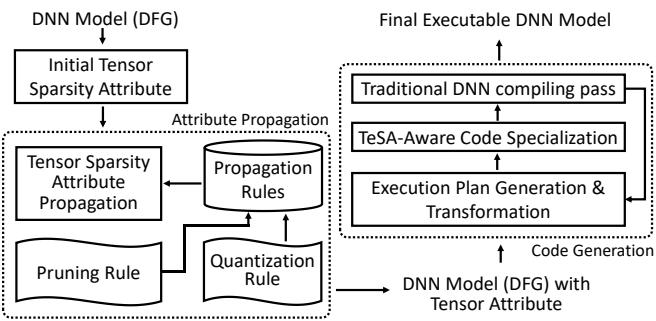 DNN Model (DFG)
Initial Tensor
Sparsity Attribute
Attribute Propagation
Tensor Sparsity
Attribute
Propagation
Propagation
Rules
Pruning Rule
Quantization
Rule
DNN Model (DFG) with
Tensor Attribute
Code Generation
Execution Plan Generation &
Transformation
TeSA-Aware Code Specialization
Traditional DNN compiling pass
Final Executable DNN Model